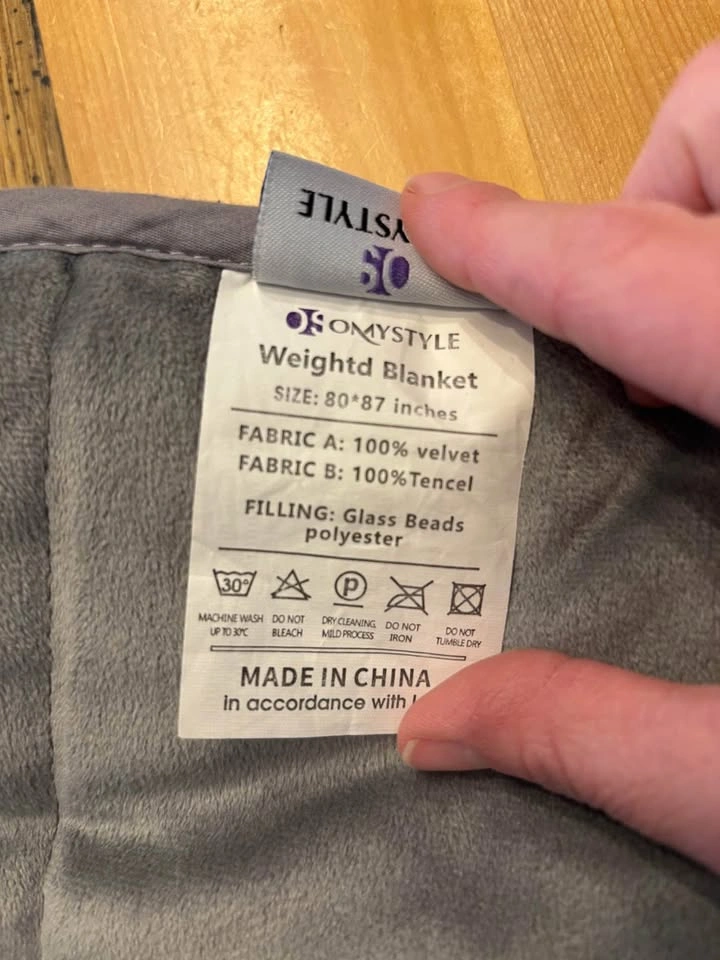 OMYSTYLE
OS OMYSTYLE
Weightd Blanket
SIZE: 80*87 inches
FABRIC A: 100% velvet
FABRIC B: 100%Tencel
FILLING: Glass Beads
polyester
30°
P
MACHINE WASH
UP TO 30℃
DO NOT
BLEACH
DRY CLEANING
MILD PROCESS
DO NOT
IRON
DO NOT
TUMBLE DRY
MADE IN CHINA
in accordance with